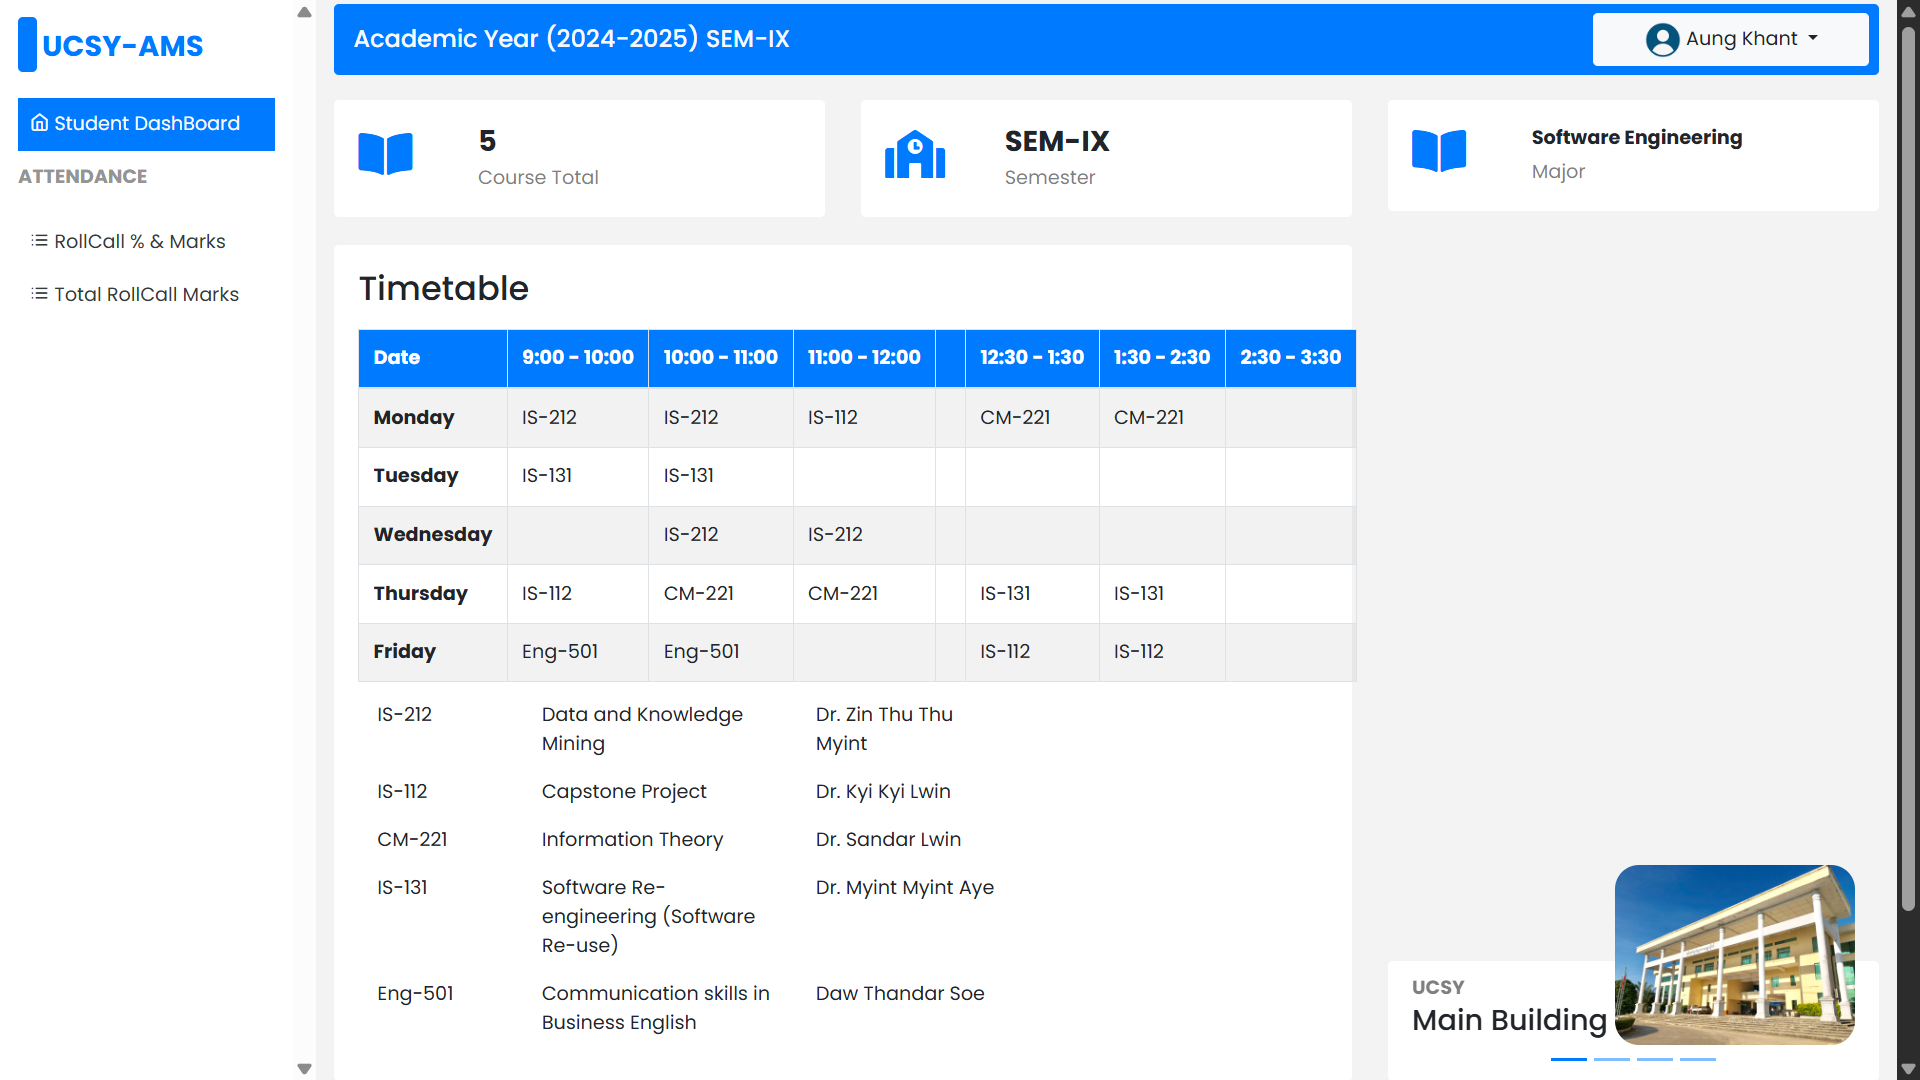 UCSY-AMS
Student DashBoard
ATTENDANCE
RollCall % & Marks
Total RollCall Marks
Academic Year (2024-2025) SEM-IX
Aung Khant
5
Course Total
SEM-IX
Semester
Software Engineering
Major
Timetable
Date 9:00 - 10:00 10:00 - 11:00 11:00 - 12:00 12:30 - 1:30 1:30 - 2:30 2:30 - 3:30
Monday IS-212 IS-212 IS-112 CM-221 CM-221
Tuesday IS-131 IS-131
Wednesday IS-212 IS-212
Thursday IS-112 CM-221 CM-221 IS-131 IS-131
Friday Eng-501 Eng-501 IS-112 IS-112
IS-212 Data and Knowledge Dr. Zin Thu Thu
Mining Myint
IS-112 Capstone Project Dr. Kyi Kyi Lwin
CM-221 Information Theory Dr. Sandar Lwin
IS-131 Software Re- Dr. Myint Myint Aye
engineering (Software
Re-use)
Eng-501 Communication skills in Daw Thandar Soe
Business English
UCSY
Main Building